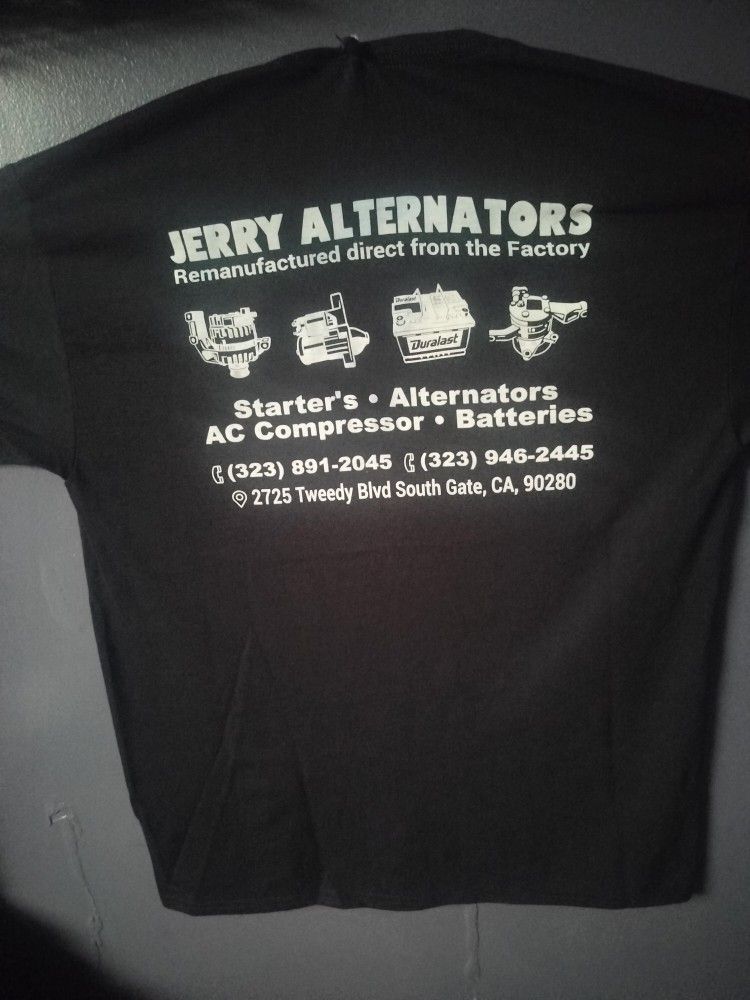 JERRY ALTERNATORS
Remanufactured direct from the Factory
Duralast
Duralast
Starter's • Alternators
AC Compressor • Batteries
(323) 891-2045 (323) 946-2445
2725 Tweedy Blvd South Gate, CA, 90280